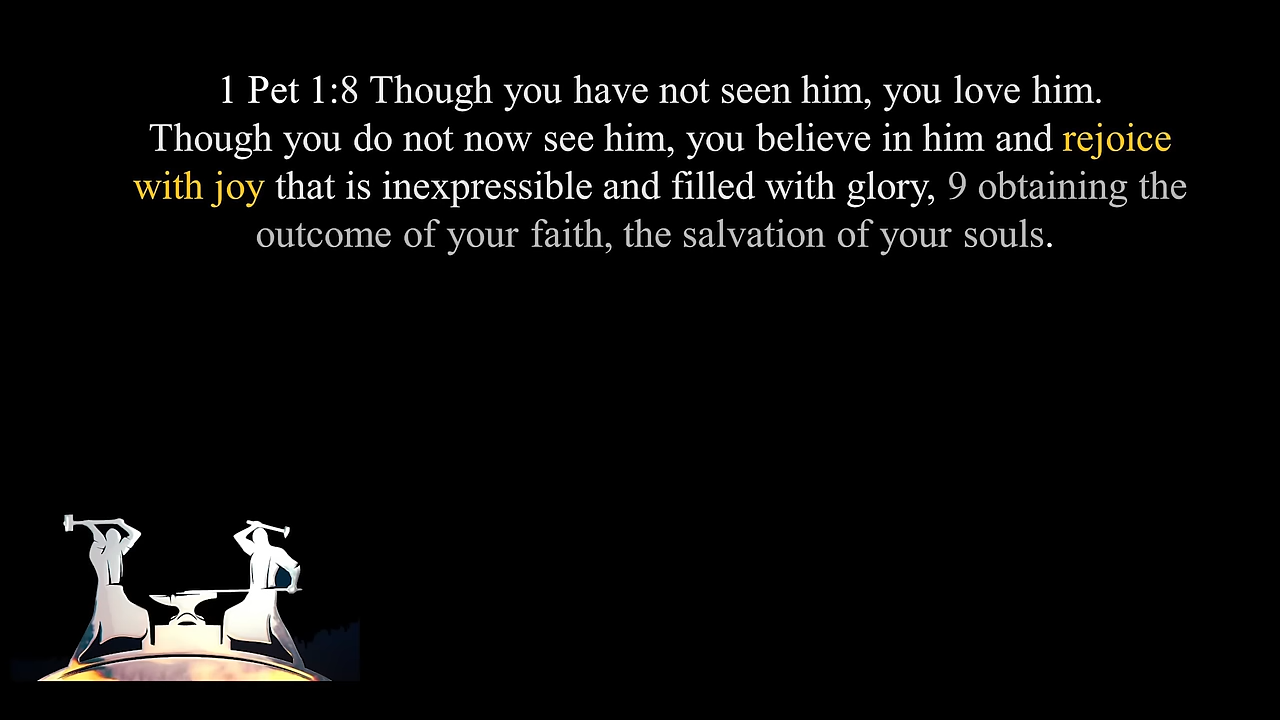 1 Pet 1:8 Though you have not seen him, you love him.
Though you do not now see him, you believe in him and rejoice
with joy that is inexpressible and filled with glory, 9 obtaining the
outcome of your faith, the salvation of your souls.